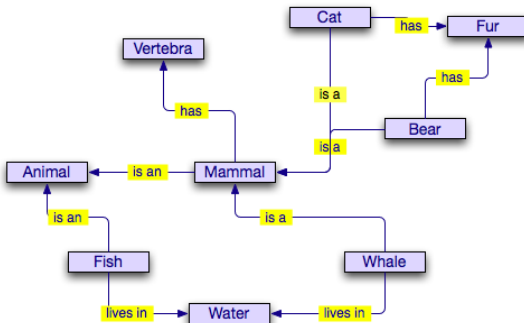 Cat
has
Fur
Vertebra
is a
has
has
Bear
is a
Animal
is an
Mammal
is an
is a
Fish
Whale
lives in
Water
lives in